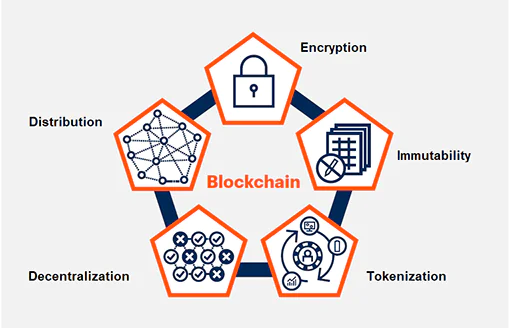 Encryption
Distribution
Immutability
Blockchain
Decentralization
Tokenization